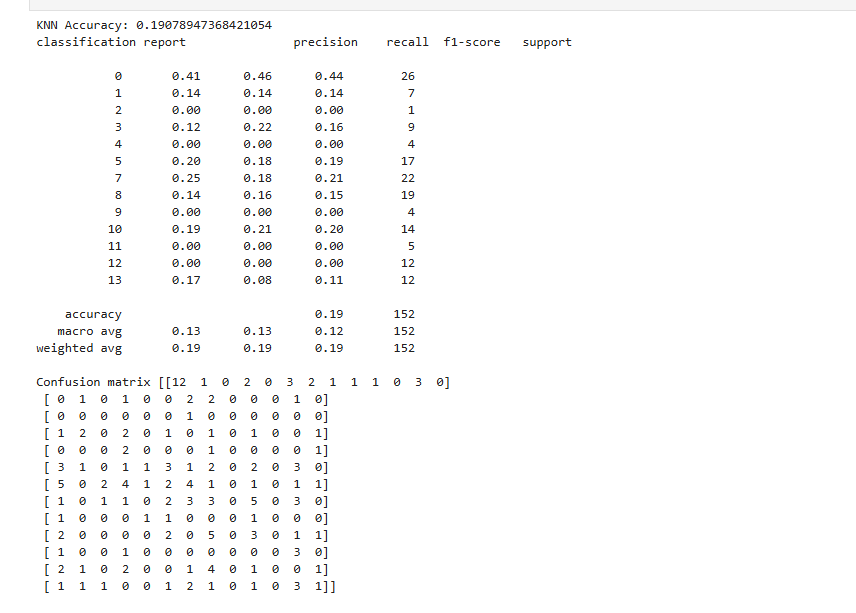 KNN Accuracy: 0.19078947368421054
classification report               precision    recall  f1-score   support

           0       0.41      0.46      0.44        26
           1       0.14      0.14      0.14         7
           2       0.00      0.00      0.00         1
           3       0.12      0.22      0.16         9
           4       0.00      0.00      0.00         4
           5       0.20      0.18      0.19        17
           7       0.25      0.18      0.21        22
           8       0.14      0.16      0.15        19
           9       0.00      0.00      0.00         4
          10       0.19      0.21      0.20        14
          11       0.00      0.00      0.00         5
          12       0.00      0.00      0.00        12
          13       0.17      0.08      0.11        12

    accuracy                           0.19       152
   macro avg       0.13      0.13      0.12       152
weighted avg       0.19      0.19      0.19       152

Confusion matrix [[12  1  0  2  0  3  2  1  1  1  0  3  0]
 [ 0  1  0  1  0  0  2  2  0  0  0  1  0]
 [ 0  0  0  0  0  0  1  0  0  0  0  0  0]
 [ 1  2  0  2  0  1  0  1  0  1  0  0  1]
 [ 0  0  0  2  0  0  0  1  0  0  0  0  1]
 [ 3  1  0  1  1  3  1  2  0  2  0  3  0]
 [ 5  0  2  4  1  2  4  1  0  1  0  1  1]
 [ 1  0  1  1  0  2  3  3  0  5  0  3  0]
 [ 1  0  0  0  1  1  0  0  0  1  0  0  0]
 [ 2  0  0  0  0  2  0  5  0  3  0  1  1]
 [ 1  0  0  1  0  0  0  0  0  0  0  3  0]
 [ 2  1  0  2  0  0  1  4  0  1  0  0  1]
 [ 1  1  1  0  0  1  2  1  0  1  0  3  1]]